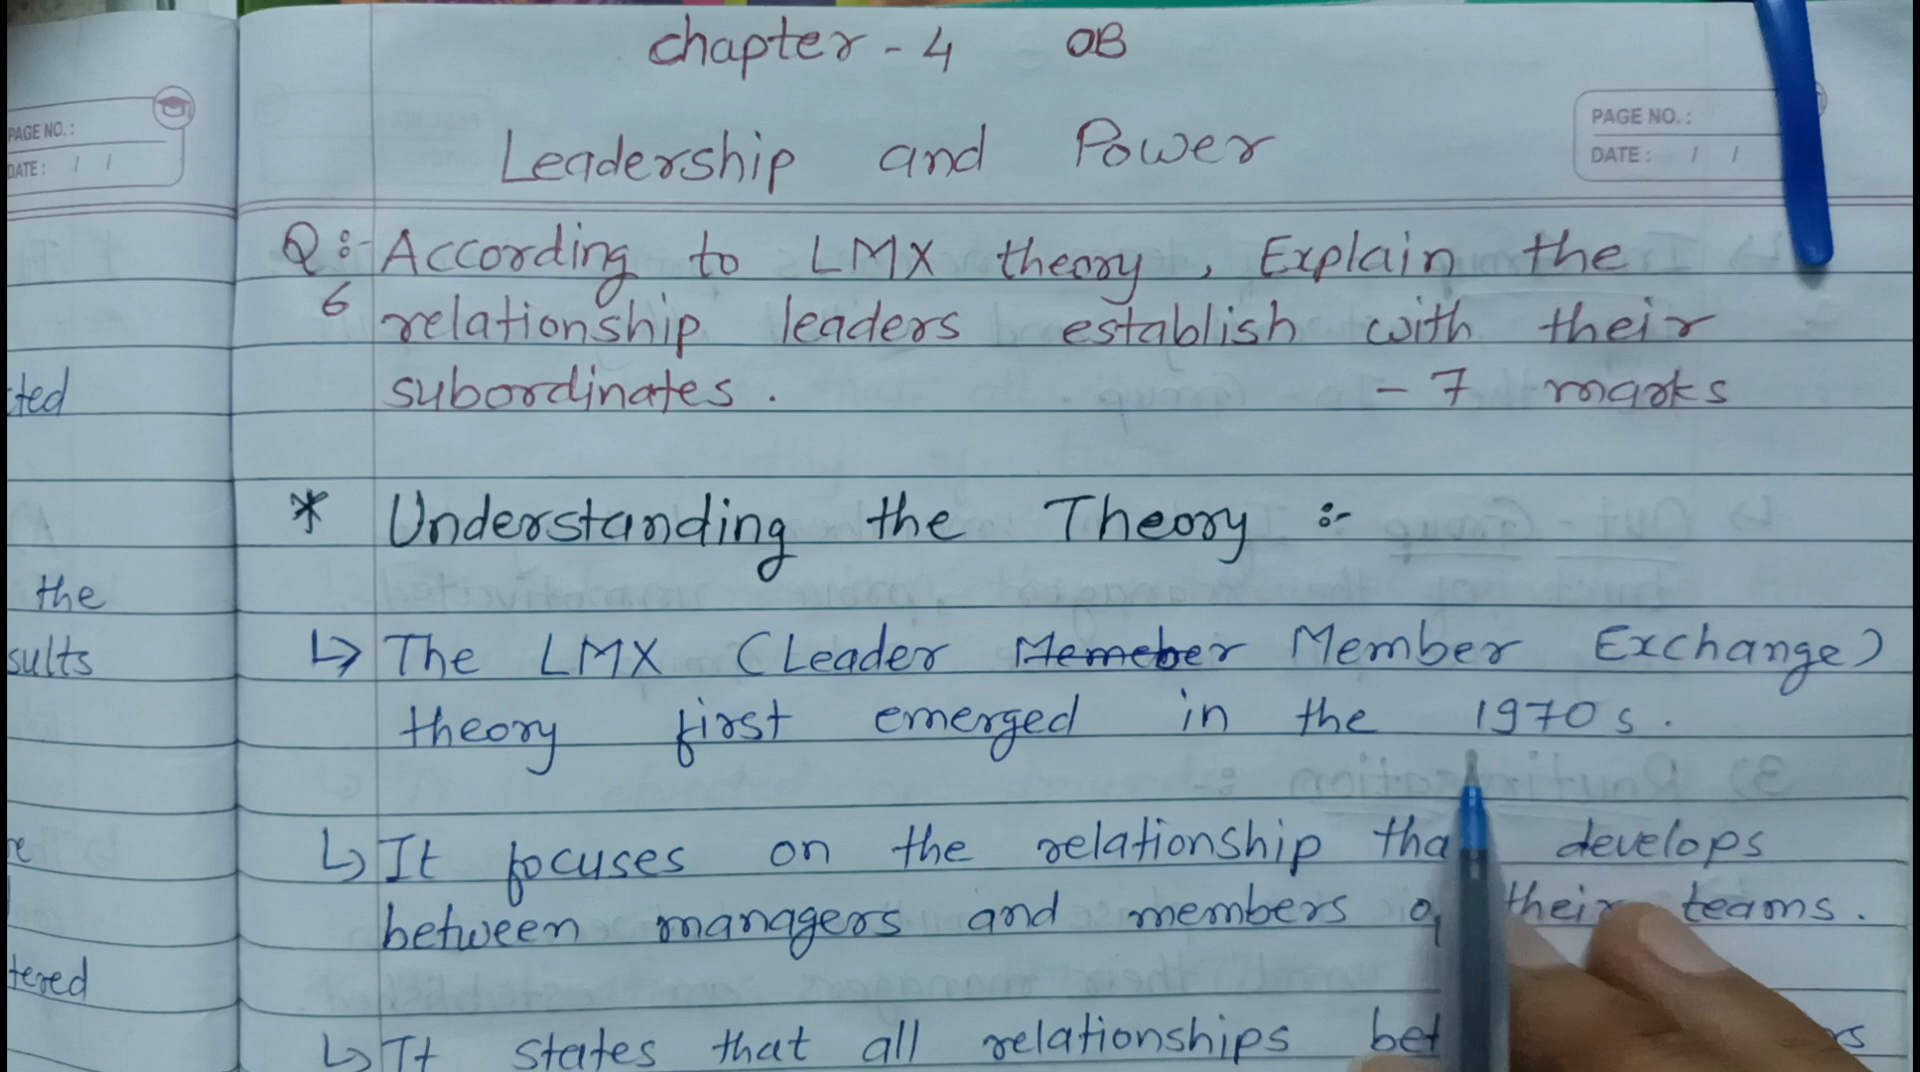 chapter - 4 OB
PAGE NO. :
DATE : / /
PAGE NO. :
DATE : / /
Leadership and Power
Q:- According to LMX theory, Explain the
6 relationship leaders establish with their
subordinates. - 7 marks
* Understanding the Theory :-
↳ The LMX (Leader Memeber Member Exchange)
theory first emerged in the 1970s.
↳ It focuses on the relationship tha develops
between managers and members their teams.
↳ It states that all relationships bet
cted
the
sults
tered